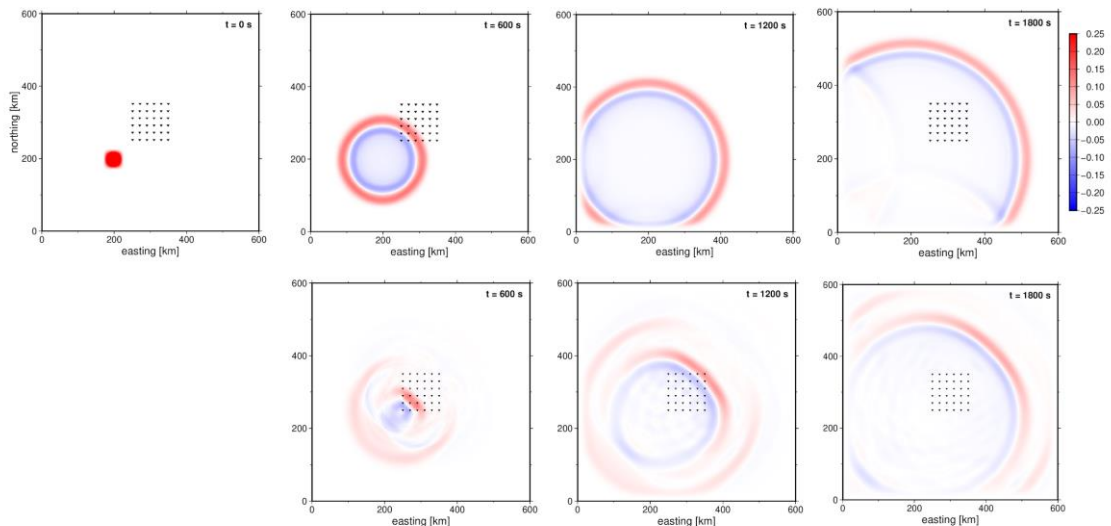 600
t = 0 s
400
northing [km]
200
0
0 200 400 600
easting [km]
600
t = 600 s
400
200
0
0 200 400 600
easting [km]
600
t = 1200 s
400
200
0
0 200 400 600
easting [km]
600
t = 1800 s
400
200
0
0 200 400 600
easting [km]
0.25
0.20
0.15
0.10
0.05
0.00
−0.05
−0.10
−0.15
−0.20
−0.25
600
t = 600 s
400
200
0
0 200 400 600
easting [km]
600
t = 1200 s
400
200
0
0 200 400 600
easting [km]
600
t = 1800 s
400
200
0
0 200 400 600
easting [km]